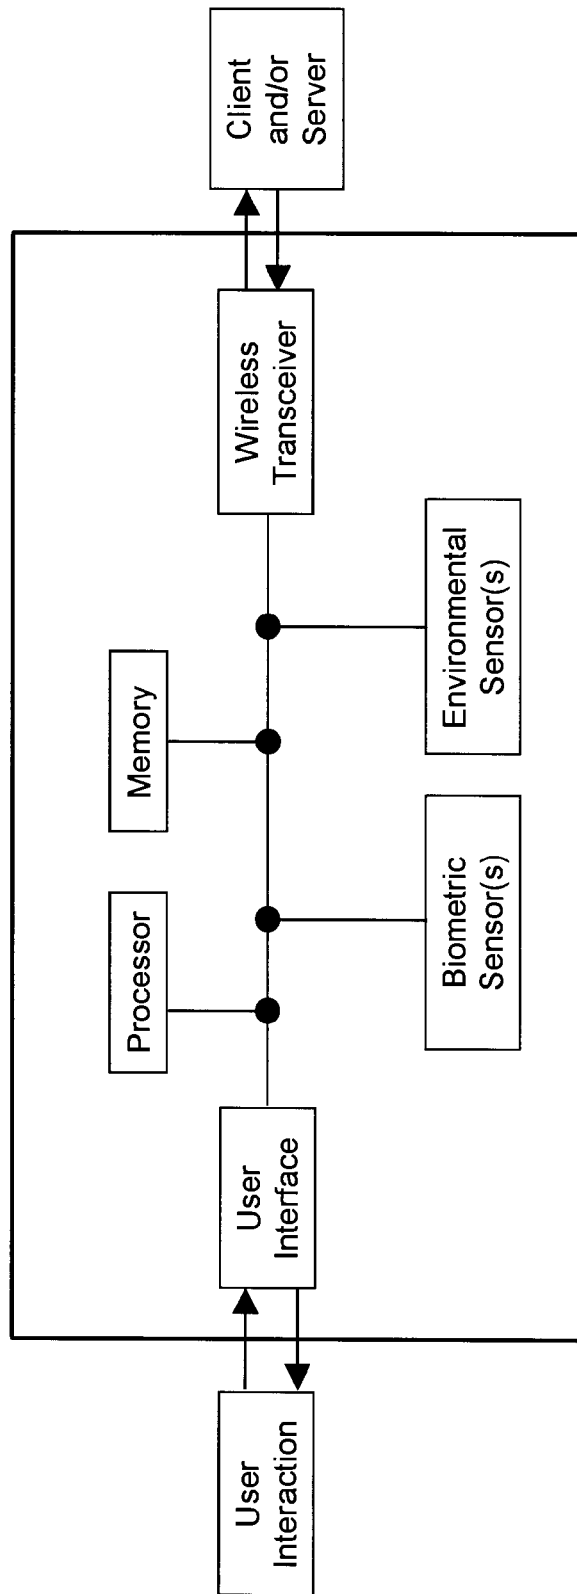 User
Interaction
User
Interface
Processor
Memory
Biometric
Sensor(s)
Environmental
Sensor(s)
Wireless
Transceiver
Client
and/or
Server